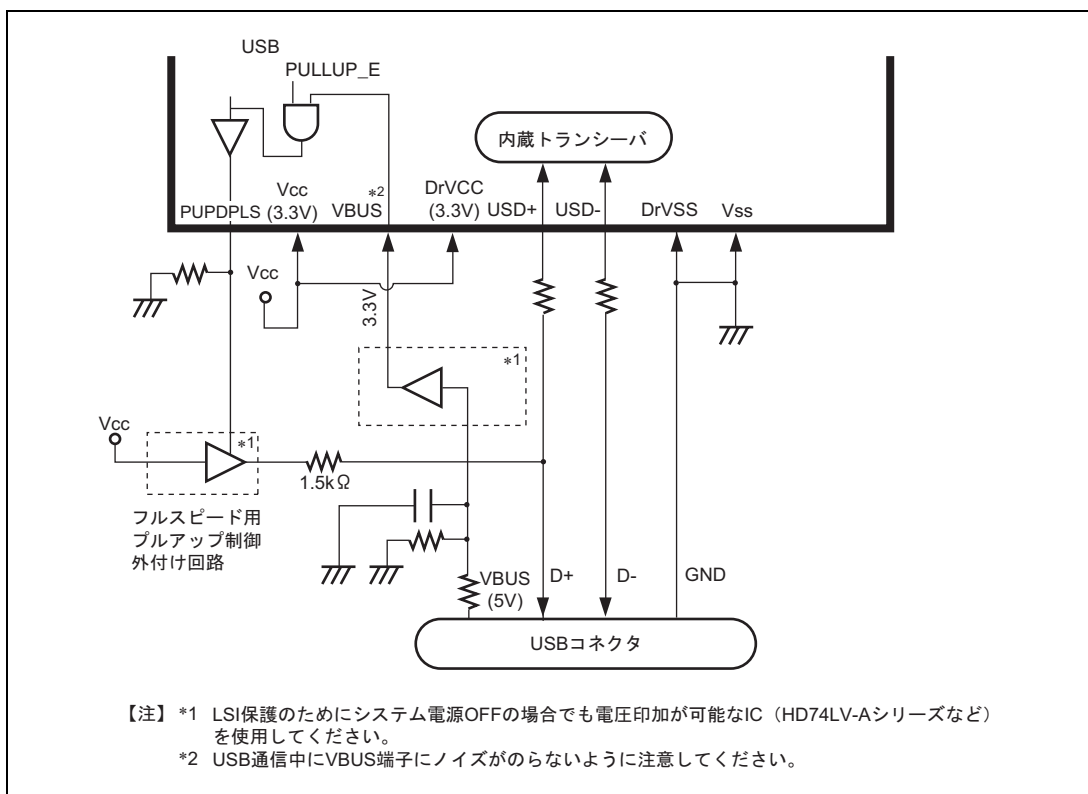 USB
PULLUP_E
内蔵トランシーバ
PUPDPLS
Vcc
(3.3V)
*2
VBUS
DrVCC
(3.3V)
USD+
USD-
DrVSS
Vss
Vcc
3.3V
*1
Vcc
*1
1.5kΩ
フルスピード用
プルアップ制御
外付け回路
VBUS
(5V)
D+
D-
GND
USBコネクタ
【注】 *1 LSI保護のためにシステム電源OFFの場合でも電圧印加が可能なIC（HD74LV-Aシリーズなど）
を使用してください。
*2 USB通信中にVBUS端子にノイズがのらないように注意してください。